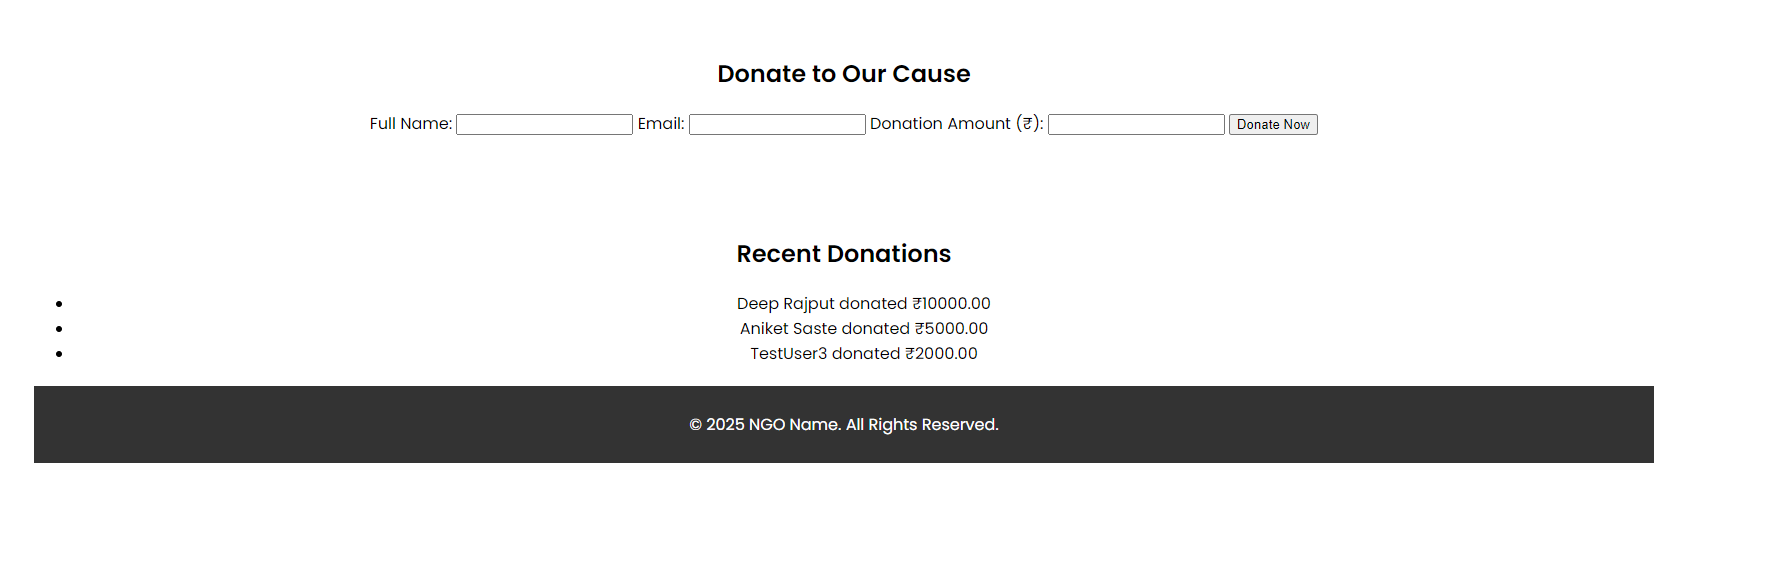 Donate to Our Cause
Full Name: Email: Donation Amount (₹): Donate Now
Recent Donations
Deep Rajput donated ₹10000.00
Aniket Saste donated ₹5000.00
TestUser3 donated ₹2000.00
© 2025 NGO Name. All Rights Reserved.